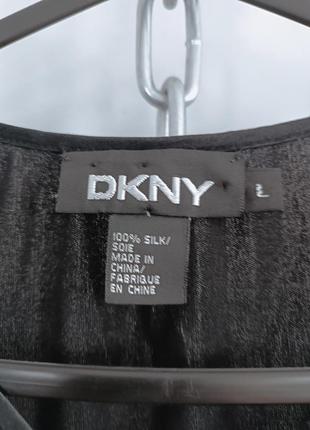 DKNY
100% SILK/
SOIE
MADE IN
CHINA/
FABRIQUE
EN CHINE